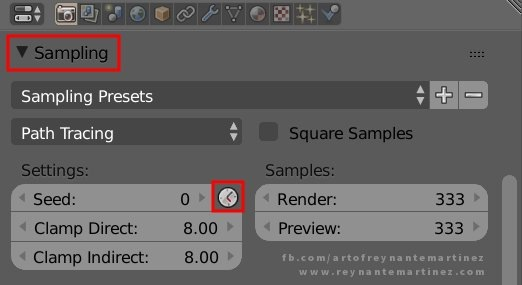 Sampling
Sampling Presets
Path Tracing
Square Samples
Settings:
Samples:
Seed: 0
Render: 333
Clamp Direct: 8.00
Preview: 333
Clamp Indirect: 8.00
fb.com/artofreynantemartinez
www.reynantemartinez.com